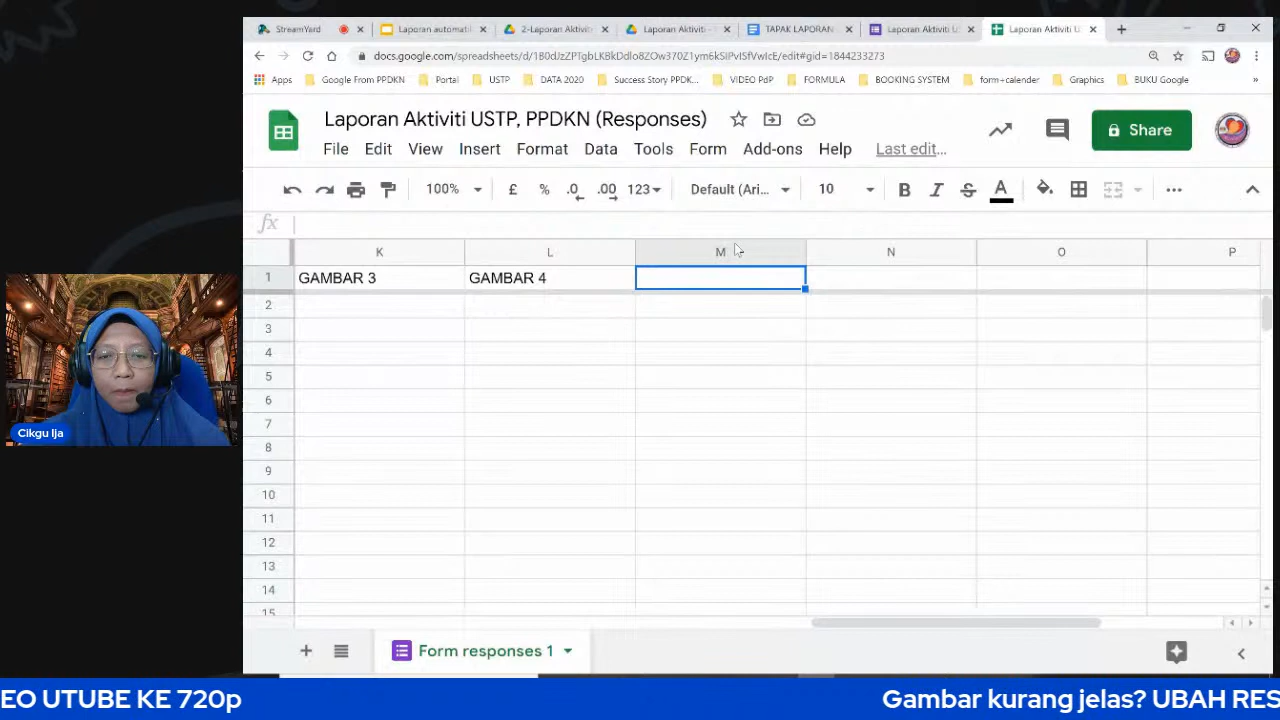 StreamYard
Laporan automati
2-Laporan Aktivit
Laporan Aktiviti -
TAPAK LAPORAN
Laporan Aktiviti U
Laporan Aktiviti U
docs.google.com/spreadsheets/d/
/edit#gid=1844233273
Apps
Google From PPDKN
Portal
USTP
DATA 2020
Success Story PPDK...
VIDEO PdP
FORMULA
BOOKING SYSTEM
form+calender
Graphics
BUKU Google
»
Laporan Aktiviti USTP, PPDKN (Responses)
Share
File Edit View Insert Format Data Tools Form Add-ons Help Last edit...
100% £ % .0 .00 123 Default (Ari... 10 B I S A ...
fx
K L M N O P
1 GAMBAR 3 GAMBAR 4
2
3
4
5
6
7
8
9
10
11
12
13
14
15
Cikgu Ija
Form responses 1
EO UTUBE KE 720p Gambar kurang jelas? UBAH RES